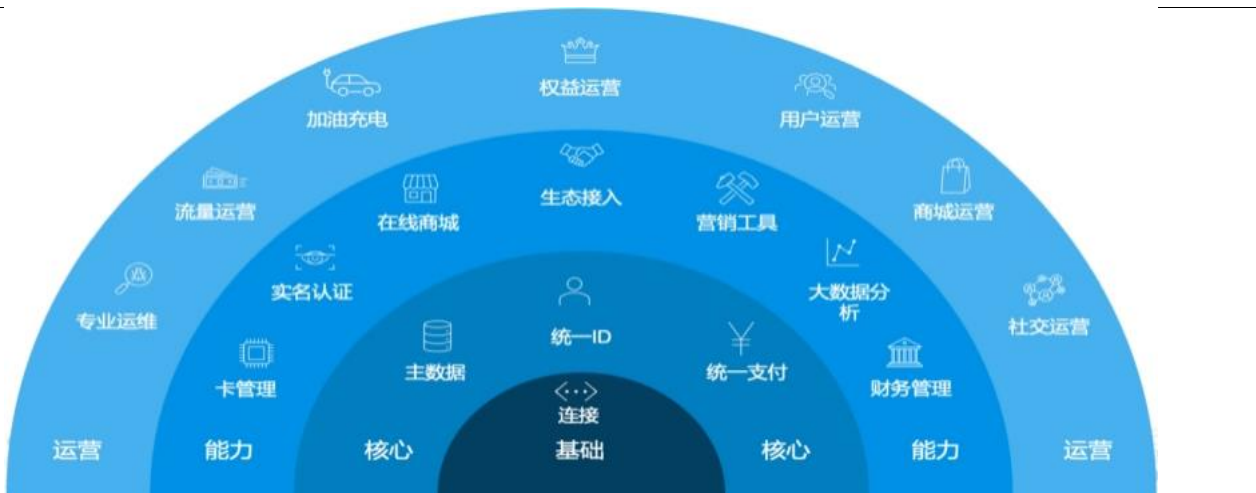 权益运营
加油充电
用户运营
生态接入
流量运营
在线商城
营销工具
商城运营
实名认证
大数据分
析
专业运维
统一ID
社交运营
卡管理
主数据
统一支付
财务管理
连接
运营
能力
核心
基础
核心
能力
运营